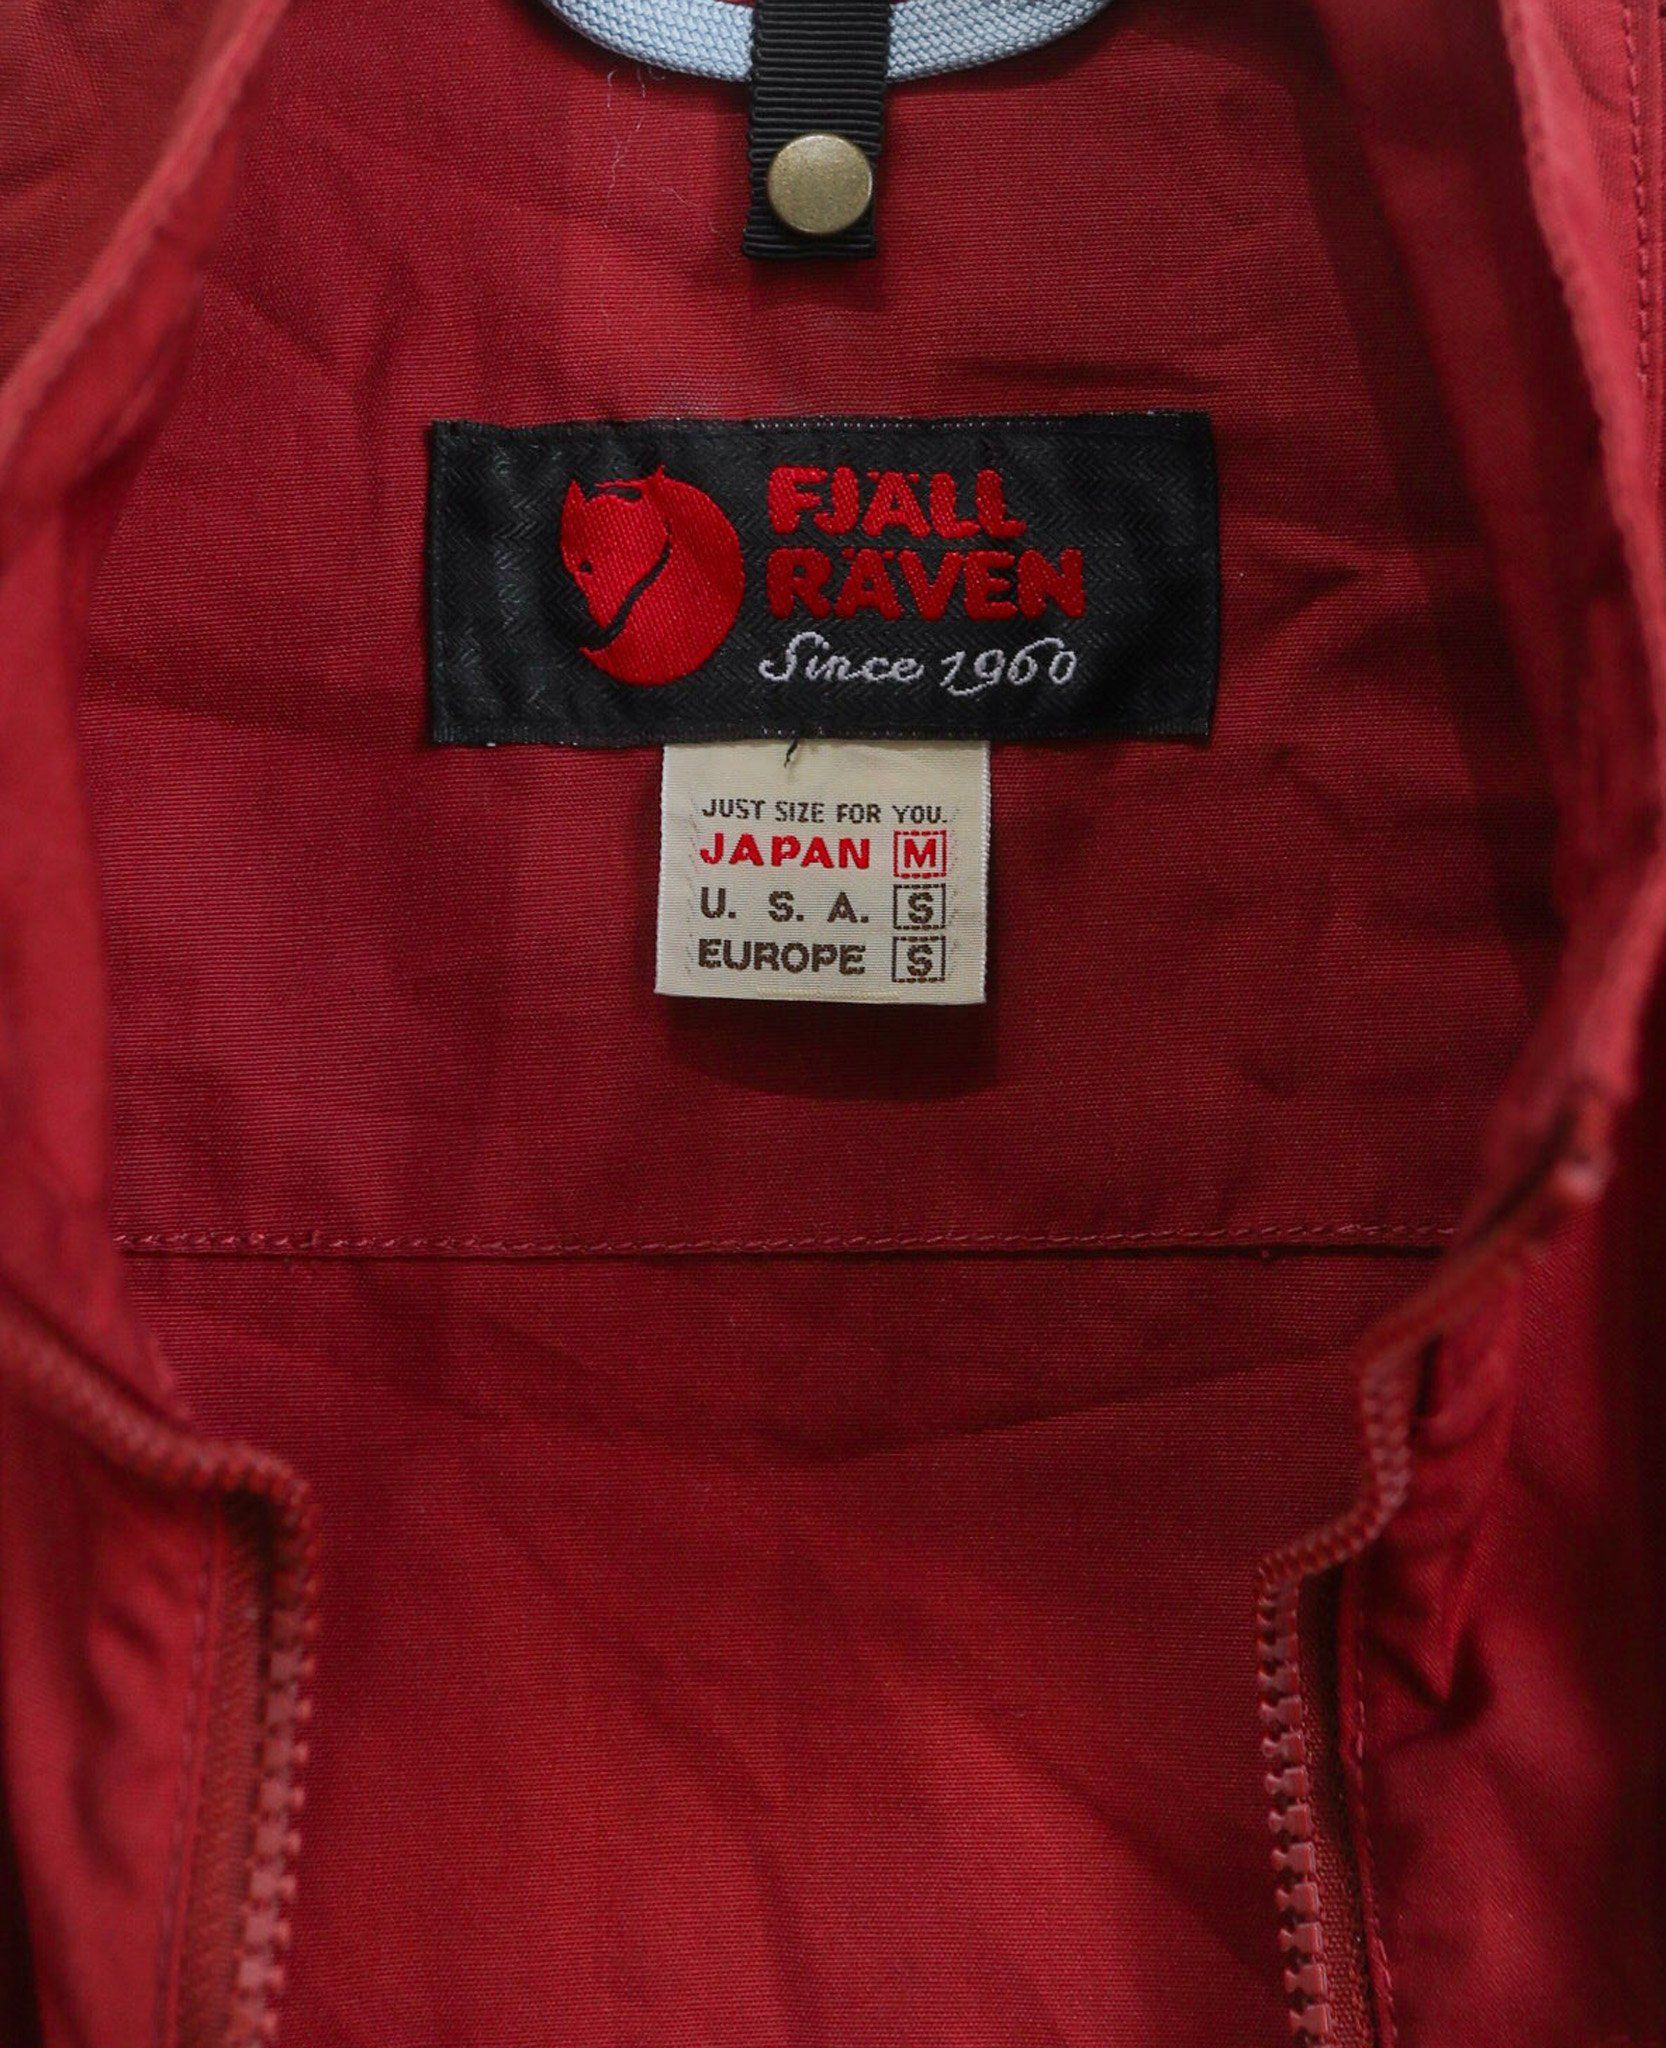 FJÄLL
RÄVEN
Since 1960
JUST SIZE FOR YOU.
JAPAN M
U. S. A. S
EUROPE S